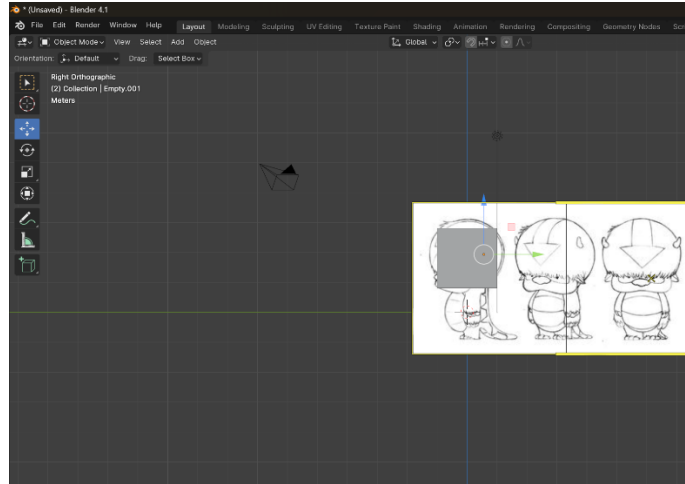 * (Unsaved) - Blender 4.1
File Edit Render Window Help Layout Modeling Sculpting UV Editing Texture Paint Shading Animation Rendering Compositing Geometry Nodes Scri
Object Mode View Select Add Object Global
Orientation: Default Drag: Select Box
Right Orthographic
(2) Collection | Empty.001
Meters